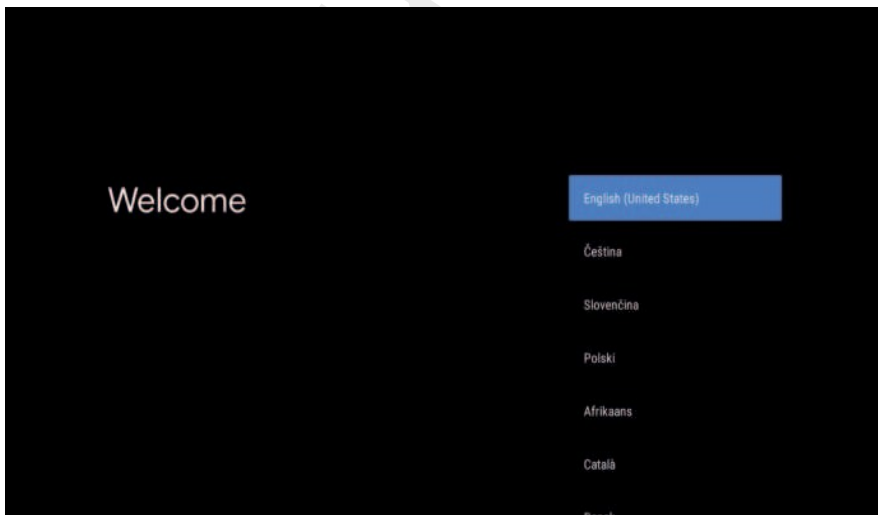 Welcome
English (United States)
Čeština
Slovenčina
Polski
Afrikaans
Català